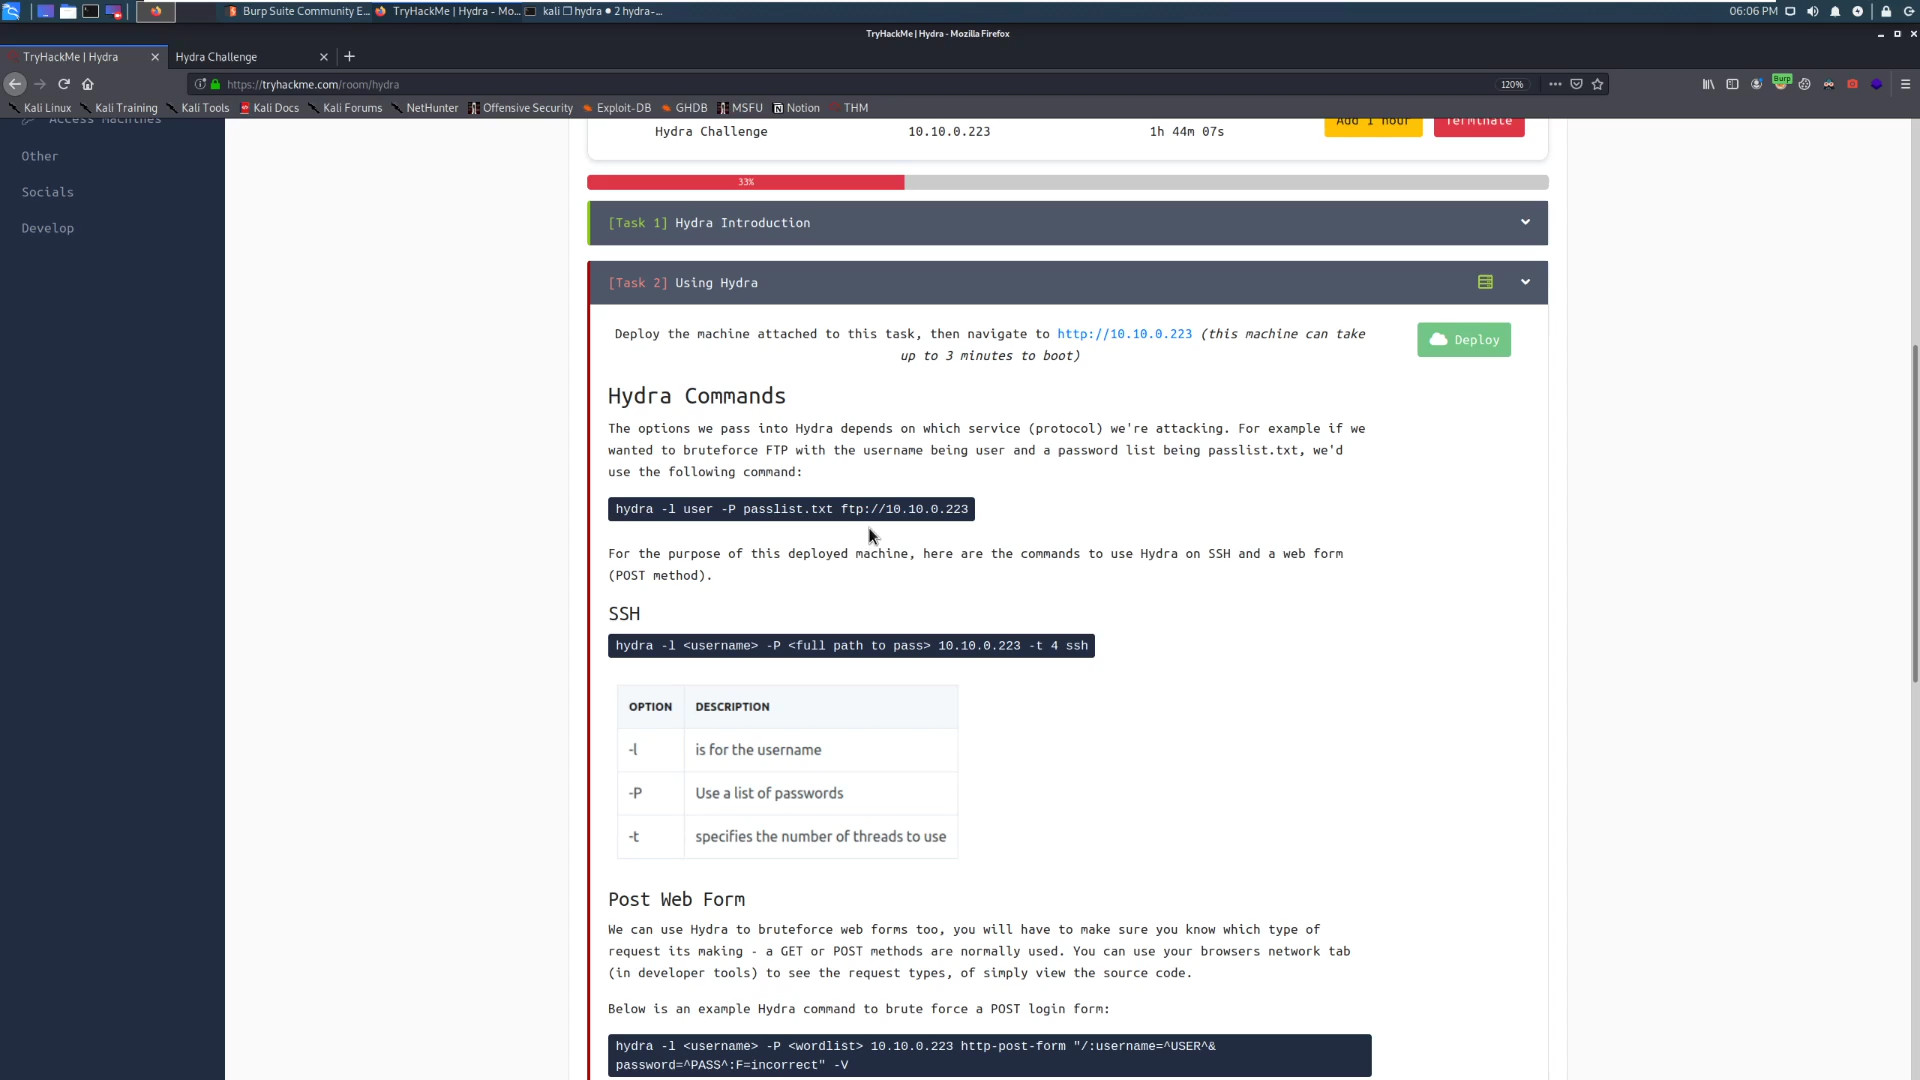 Burp Suite Community E... TryHackMe | Hydra - Mo... kali hydra • 2 hydra-... 06:06 PM
TryHackMe | Hydra - Mozilla Firefox
TryHackMe | Hydra Hydra Challenge
https://tryhackme.com/room/hydra 120% Burp
Kali Linux Kali Training Kali Tools Kali Docs Kali Forums NetHunter Offensive Security Exploit-DB GHDB MSFU Notion THM
Access Machines
Other
Socials
Develop
Hydra Challenge 10.10.0.223 1h 44m 07s Add 1 hour Terminate
33%
[Task 1] Hydra Introduction
[Task 2] Using Hydra
Deploy the machine attached to this task, then navigate to http://10.10.0.223 (this machine can take
up to 3 minutes to boot)
Deploy
Hydra Commands
The options we pass into Hydra depends on which service (protocol) we're attacking. For example if we
wanted to bruteforce FTP with the username being user and a password list being passlist.txt, we'd
use the following command:
hydra -l user -P passlist.txt ftp://10.10.0.223
For the purpose of this deployed machine, here are the commands to use Hydra on SSH and a web form
(POST method).
SSH
hydra -l <username> -P <full path to pass> 10.10.0.223 -t 4 ssh
OPTION DESCRIPTION
-l is for the username
-P Use a list of passwords
-t specifies the number of threads to use
Post Web Form
We can use Hydra to bruteforce web forms too, you will have to make sure you know which type of
request its making - a GET or POST methods are normally used. You can use your browsers network tab
(in developer tools) to see the request types, of simply view the source code.
Below is an example Hydra command to brute force a POST login form:
hydra -l <username> -P <wordlist> 10.10.0.223 http-post-form "/:username=^USER^&
password=^PASS^:F=incorrect" -V